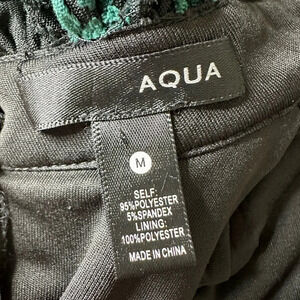 AQUA
M
SELF:
95%POLYESTER
5%SPANDEX
LINING:
100%POLYESTER
MADE IN CHINA